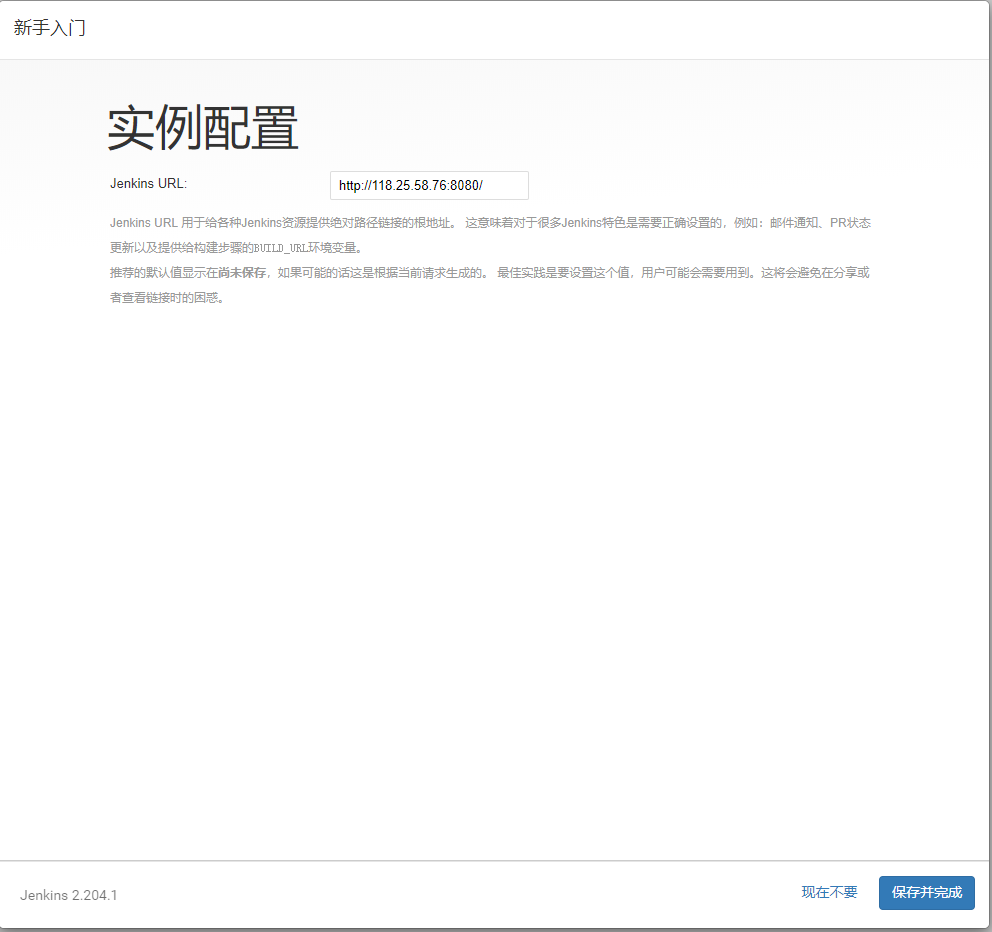 新手入门
实例配置
Jenkins URL:
http://118.25.58.76:8080/
Jenkins URL 用于给各种Jenkins资源提供绝对路径链接的根地址。 这意味着对于很多Jenkins特色是需要正确设置的，例如：邮件通知、PR状态
更新以及提供给构建步骤的BUILD_URL环境变量。
推荐的默认值显示在尚未保存，如果可能的话这是根据当前请求生成的。 最佳实践是要设置这个值，用户可能会需要用到。这将会避免在分享或
者查看链接时的困惑。
Jenkins 2.204.1
现在不要
保存并完成